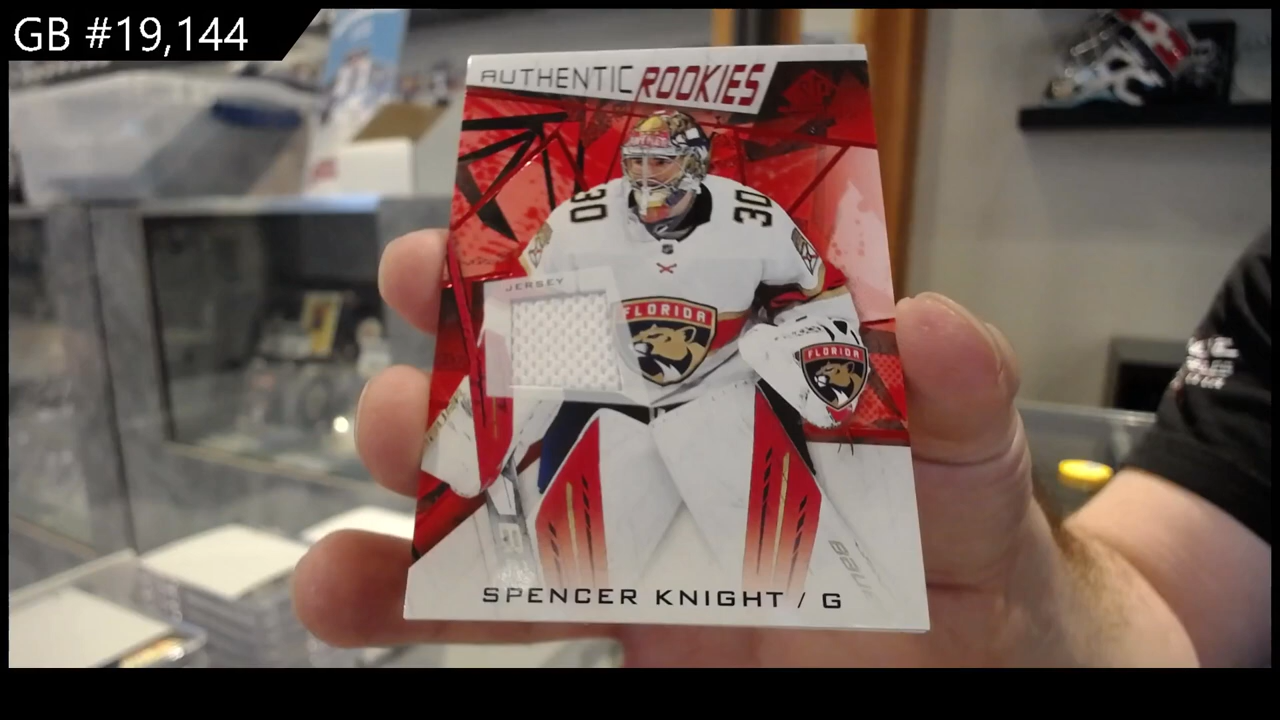 GB #19,144
AUTHENTIC ROOKIES
30 30
JERSEY
FLORIDA
FLORIDA
SPENCER KNIGHT / G